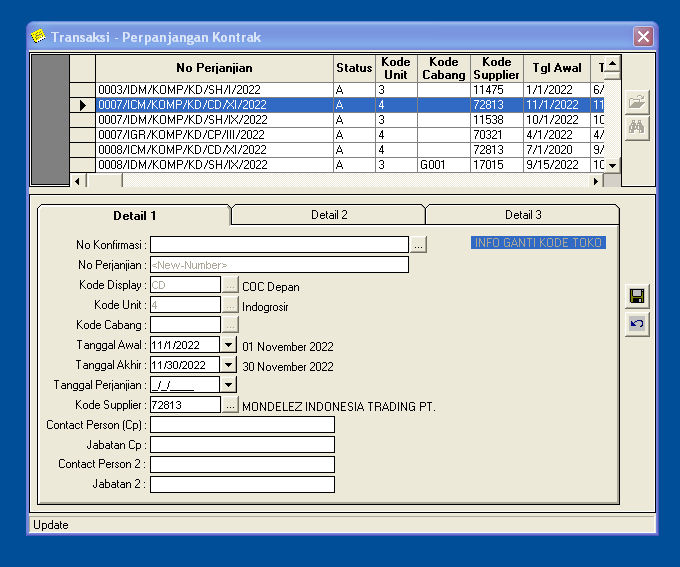 Transaksi - Perpanjangan Kontrak
No Perjanjian Status Kode Unit Kode Cabang Kode Supplier Tgl Awal T
0003/IDM/KOMP/KD/SH/I/2022 A 3 11475 1/1/2022 6/
0007/ICM/KOMP/KD/CD/XI/2022 A 4 72813 11/1/2022 11
0007/IDM/KOMP/KD/SH/IX/2022 A 3 11538 10/1/2022 10
0007/IGR/KOMP/KD/CP/III/2022 A 4 70321 4/1/2022 4/
0008/ICM/KOMP/KD/CD/XI/2022 A 4 72813 7/1/2020 9/
0008/IDM/KOMP/KD/SH/IX/2022 A 3 G001 17015 9/15/2022 10
Detail 1 Detail 2 Detail 3
No Konfirmasi : ... INFO GANTI KODE TOKO
No Perjanjian : <New-Number>
Kode Display : CD ... COC Depan
Kode Unit : 4 ... Indogrosir
Kode Cabang : ...
Tanggal Awal : 11/1/2022 01 November 2022
Tanggal Akhir : 11/30/2022 30 November 2022
Tanggal Perjanjian : _/_/____
Kode Supplier : 72813 ... MONDELEZ INDONESIA TRADING PT.
Contact Person (Cp) :
Jabatan Cp :
Contact Person 2 :
Jabatan 2 :
Update